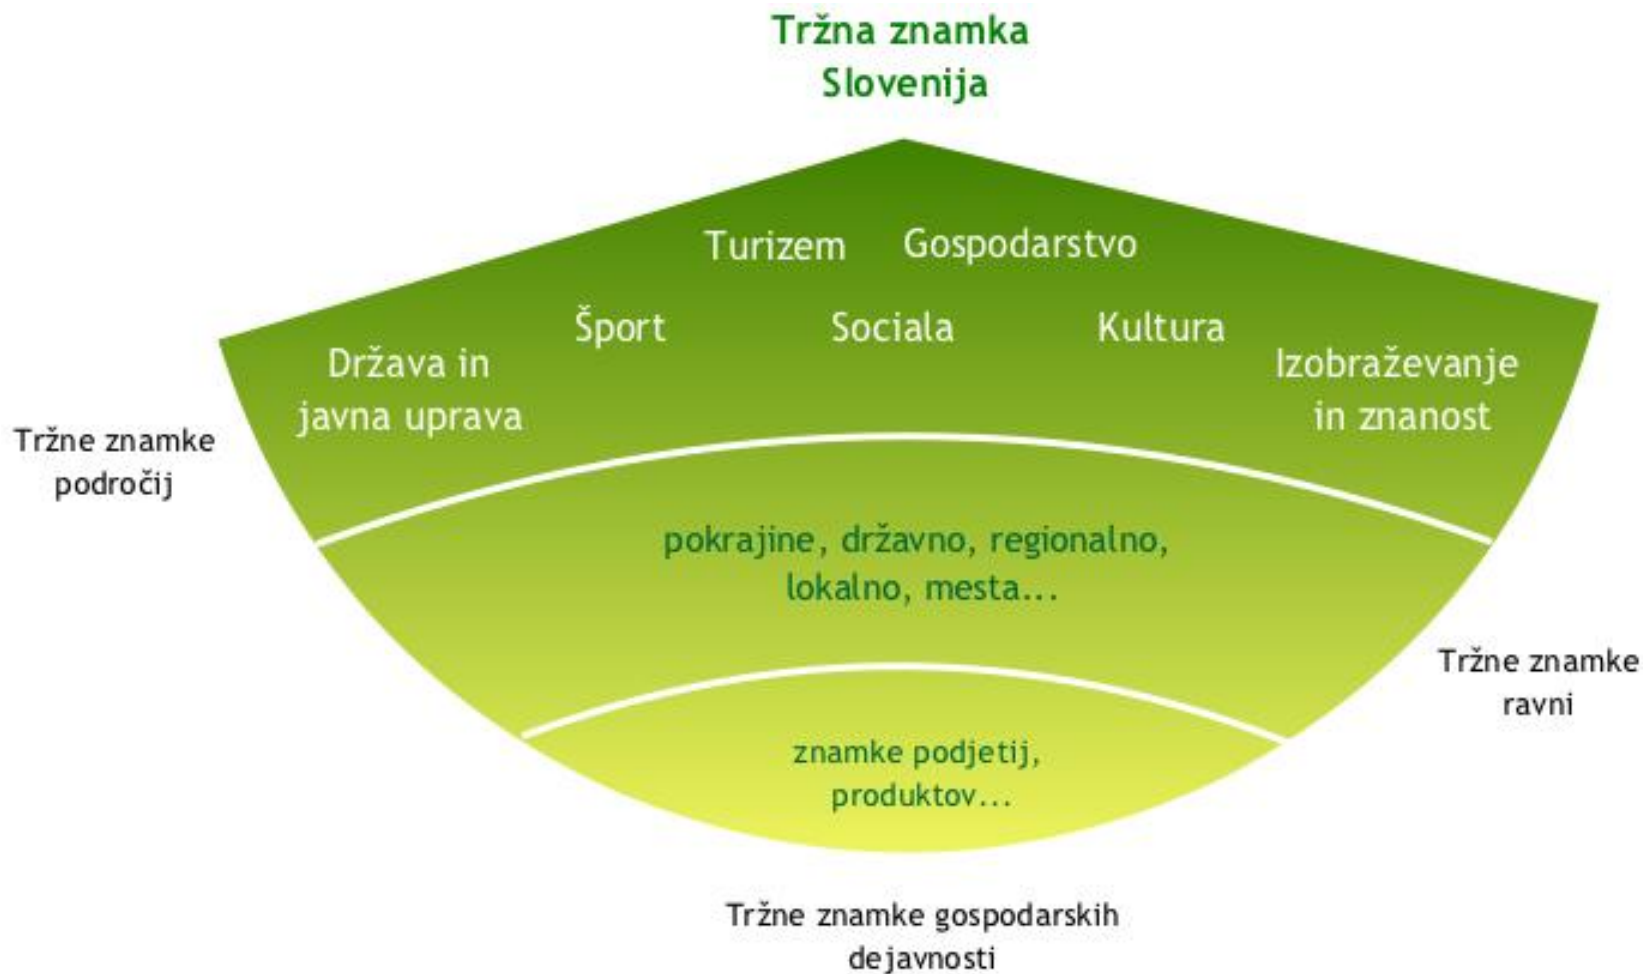 Tržna znamka
Slovenija
Turizem
Gospodarstvo
Šport
Sociala
Kultura
Država in
javna uprava
Izobraževanje
in znanost
Tržne znamke
področij
pokrajine, državno, regionalno,
lokalno, mesta...
Tržne znamke
ravni
znamke podjetij,
produktov...
Tržne znamke gospodarskih
dejavnosti